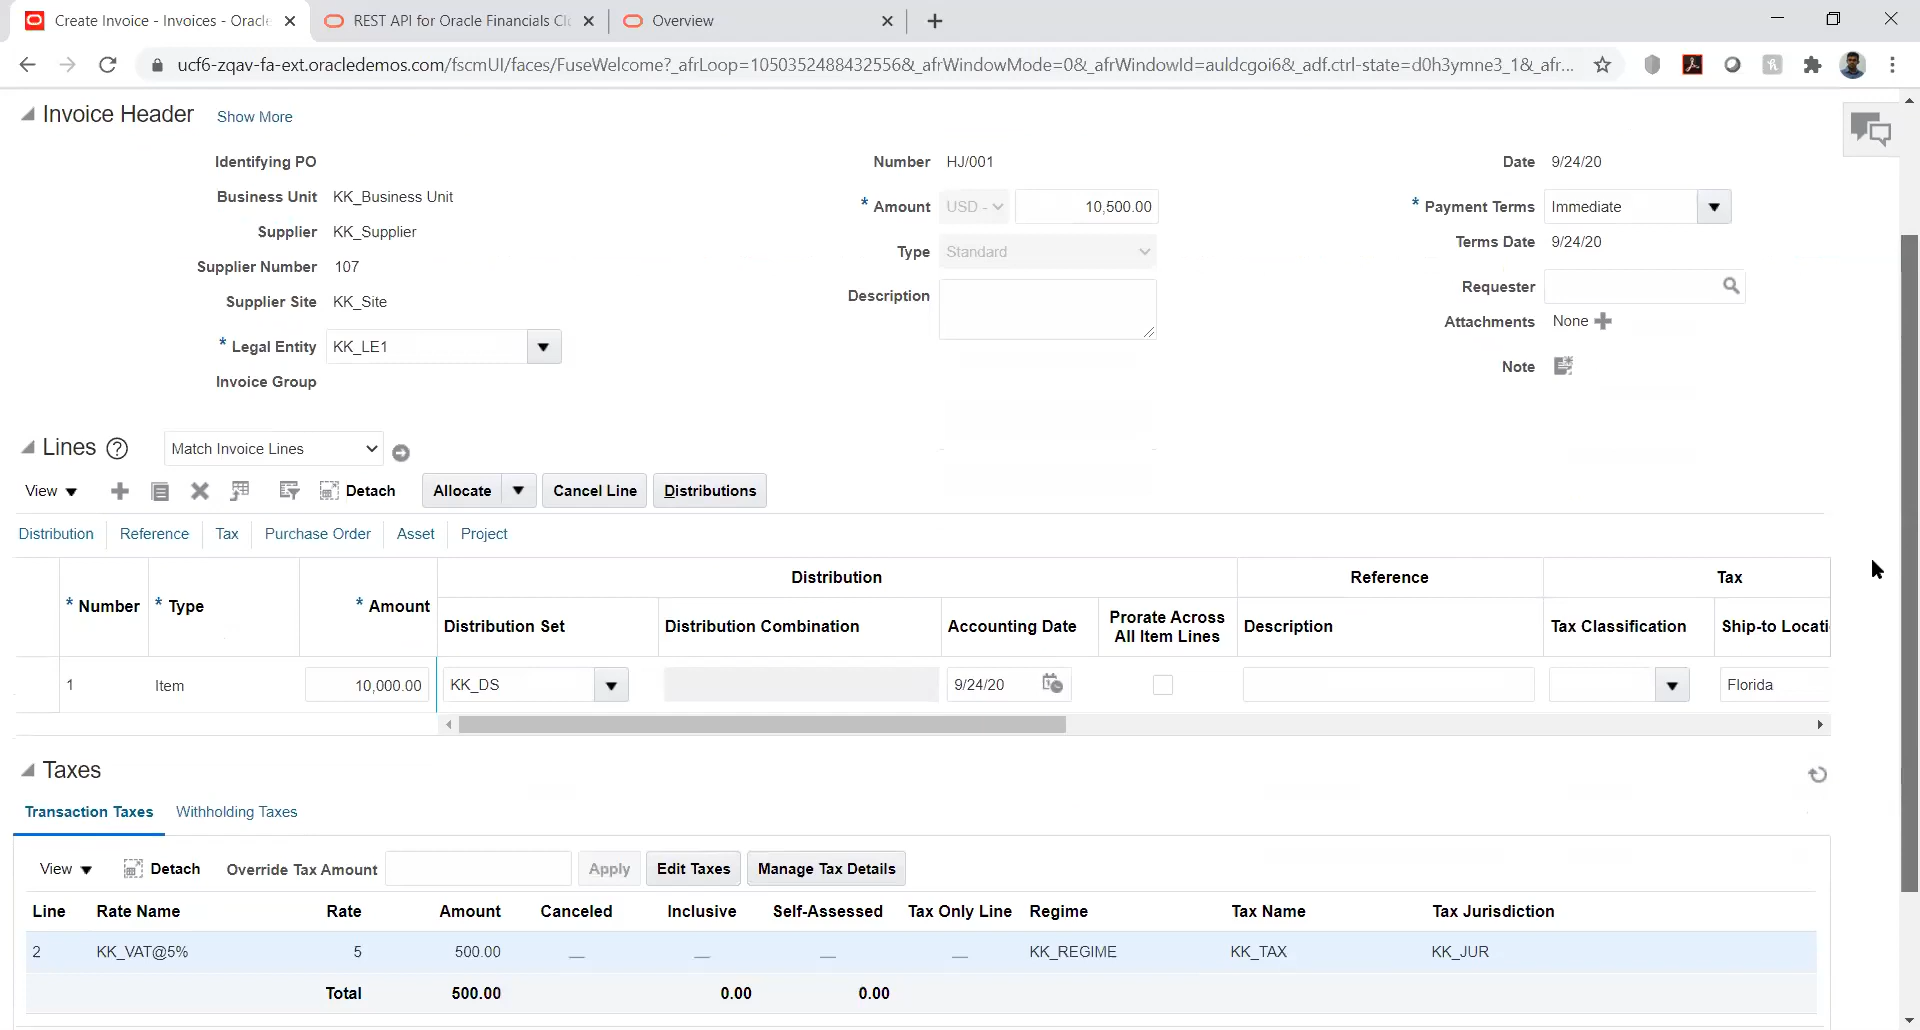 Create Invoice - Invoices - Oracle
REST API for Oracle Financials Clo
Overview
ucf6-zqav-fa-ext.oracledemos.com/fscmUI/faces/FuseWelcome?_afrLoop=10503524884432556&_afrWindowMode=0&_afrWindowId=auldcgoi6&_adf.ctrl-state=d0h3ymne3_1&_afr...
Invoice Header Show More
Identifying PO Number HJ/001 Date 9/24/20
Business Unit KK_Business Unit * Amount USD - 10,500.00 * Payment Terms Immediate
Supplier KK_Supplier Type Standard Terms Date 9/24/20
Supplier Number 107 Description Requester
Supplier Site KK_Site Attachments None
* Legal Entity KK_LE1 Note
Invoice Group
Lines ? Match Invoice Lines
View Detach Allocate Cancel Line Distributions
Distribution Reference Tax Purchase Order Asset Project
Distribution Reference Tax
* Number * Type * Amount Distribution Set Distribution Combination Accounting Date Prorate Across All Item Lines Description Tax Classification Ship-to Locati
1 Item 10,000.00 KK_DS 9/24/20 Florida
Taxes
Transaction Taxes Withholding Taxes
View Detach Override Tax Amount Apply Edit Taxes Manage Tax Details
Line Rate Name Rate Amount Canceled Inclusive Self-Assessed Tax Only Line Regime Tax Name Tax Jurisdiction
2 KK_VAT@5% 5 500.00 — — — — KK_REGIME KK_TAX KK_JUR
Total 500.00 0.00 0.00